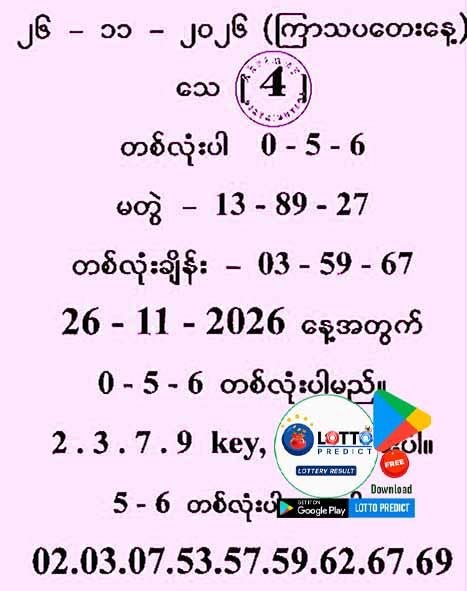 ၂၆ - ၁၁ - ၂၀၂၆ (ကြာသပတေးနေ့)
သေ [4]
တစ်လုံးပါ 0 - 5 - 6
မတွဲ - 13 - 89 - 27
တစ်လုံးချိန်း - 03 - 59 - 67
26 - 11 - 2026 နေ့အတွက်
0 - 5 - 6 တစ်လုံးပါမည်။
2 . 3 . 7 . 9 key,
LOTTO
PREDICT
LOTTERY RESULT
FREE
Download
5 - 6 တစ်လုံးပါ
GET IT ON
Google Play
LOTTO PREDICT
02.03.07.53.57.59.62.67.69